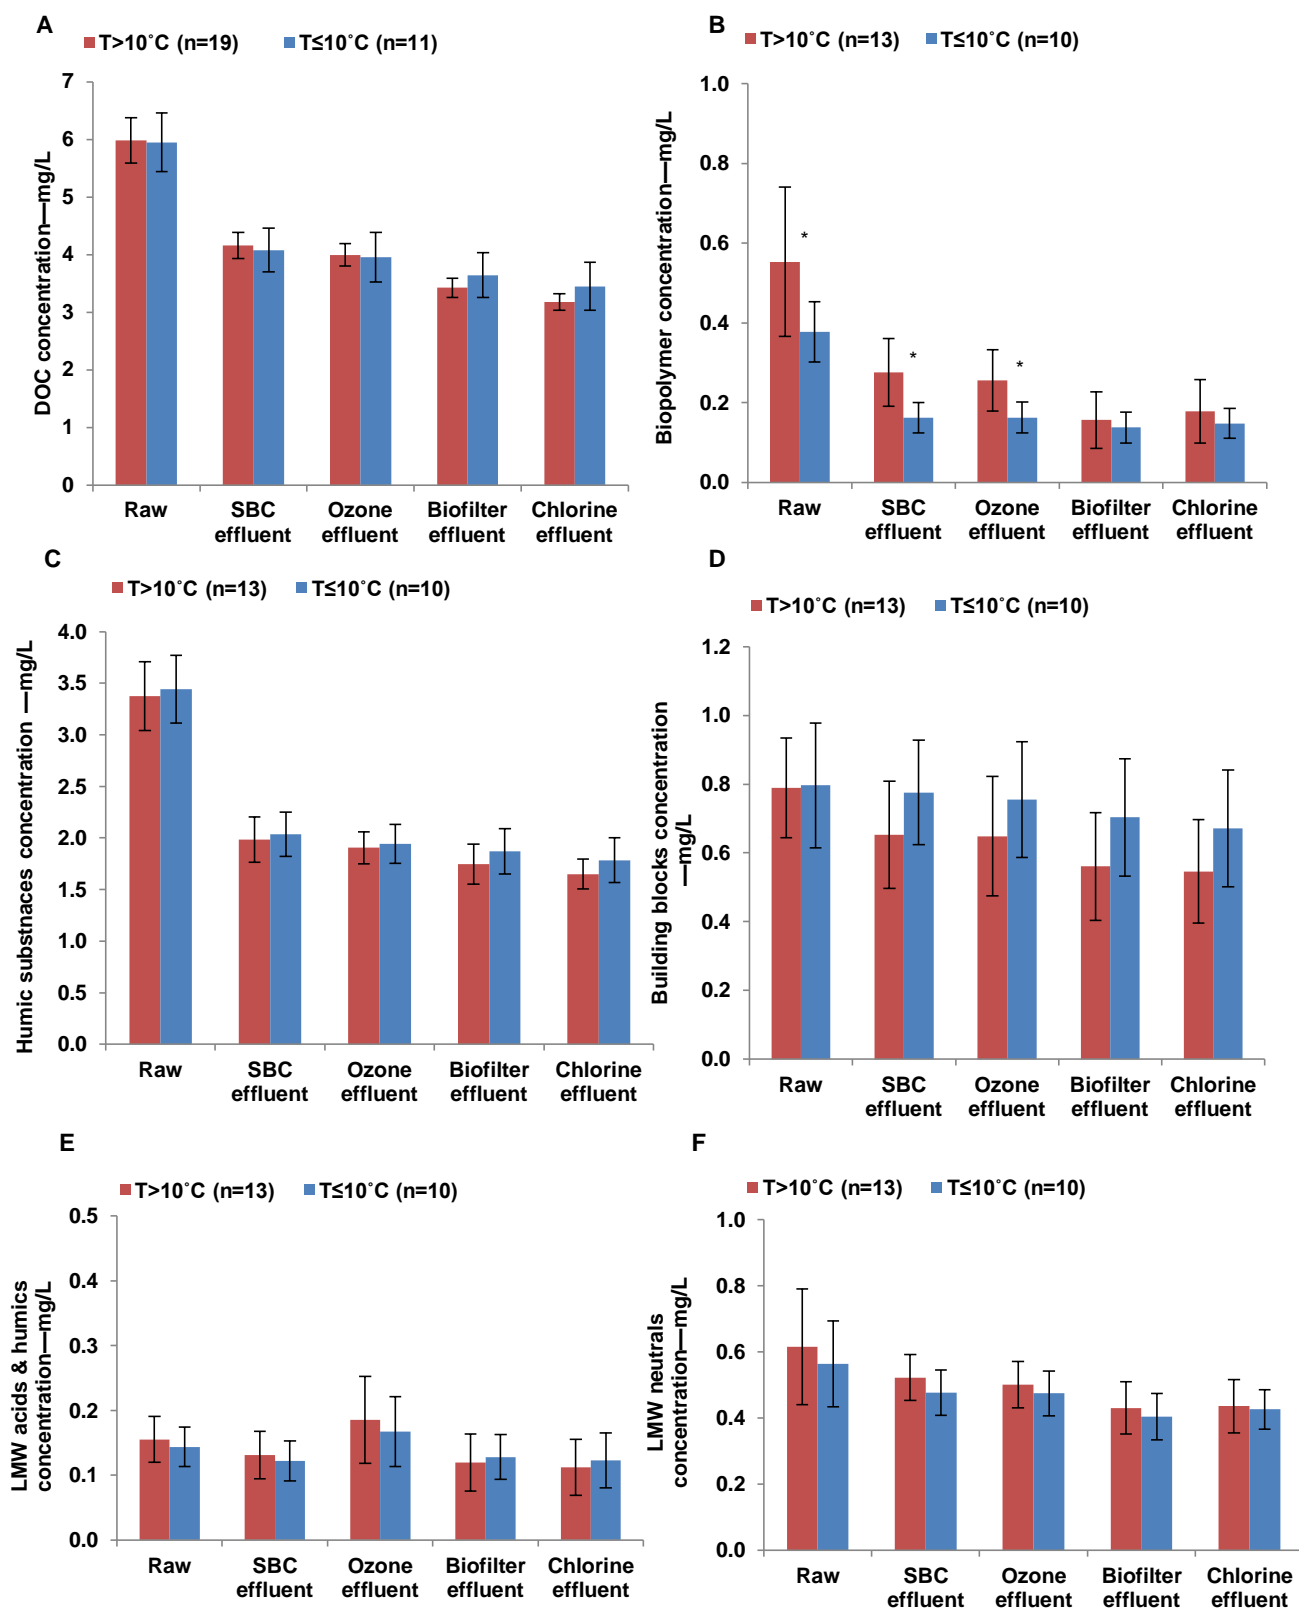 A
T>10˚C (n=19) T≤10˚C (n=11)
DOC concentration—mg/L
7
6
5
4
3
2
1
0
Raw SBC effluent Ozone effluent Biofilter effluent Chlorine effluent
B
T>10˚C (n=13) T≤10˚C (n=10)
Biopolymer concentration—mg/L
1.0
0.8
0.6
0.4
0.2
0.0
* * *
Raw SBC effluent Ozone effluent Biofilter effluent Chlorine effluent
C
T>10˚C (n=13) T≤10˚C (n=10)
Humic substnaces concentration —mg/L
4.0
3.5
3.0
2.5
2.0
1.5
1.0
0.5
0.0
Raw SBC effluent Ozone effluent Biofilter effluent Chlorine effluent
D
T>10˚C (n=13) T≤10˚C (n=10)
Building blocks concentration
—mg/L
1.2
1.0
0.8
0.6
0.4
0.2
0.0
Raw SBC effluent Ozone effluent Biofilter effluent Chlorine effluent
E
T>10˚C (n=13) T≤10˚C (n=10)
LMW acids & humics
concentration—mg/L
0.5
0.4
0.3
0.2
0.1
0.0
Raw SBC effluent Ozone effluent Biofilter effluent Chlorine effluent
F
T>10˚C (n=13) T≤10˚C (n=10)
LMW neutrals
concentration—mg/L
1.0
0.8
0.6
0.4
0.2
0.0
Raw SBC effluent Ozone effluent Biofilter effluent Chlorine effluent